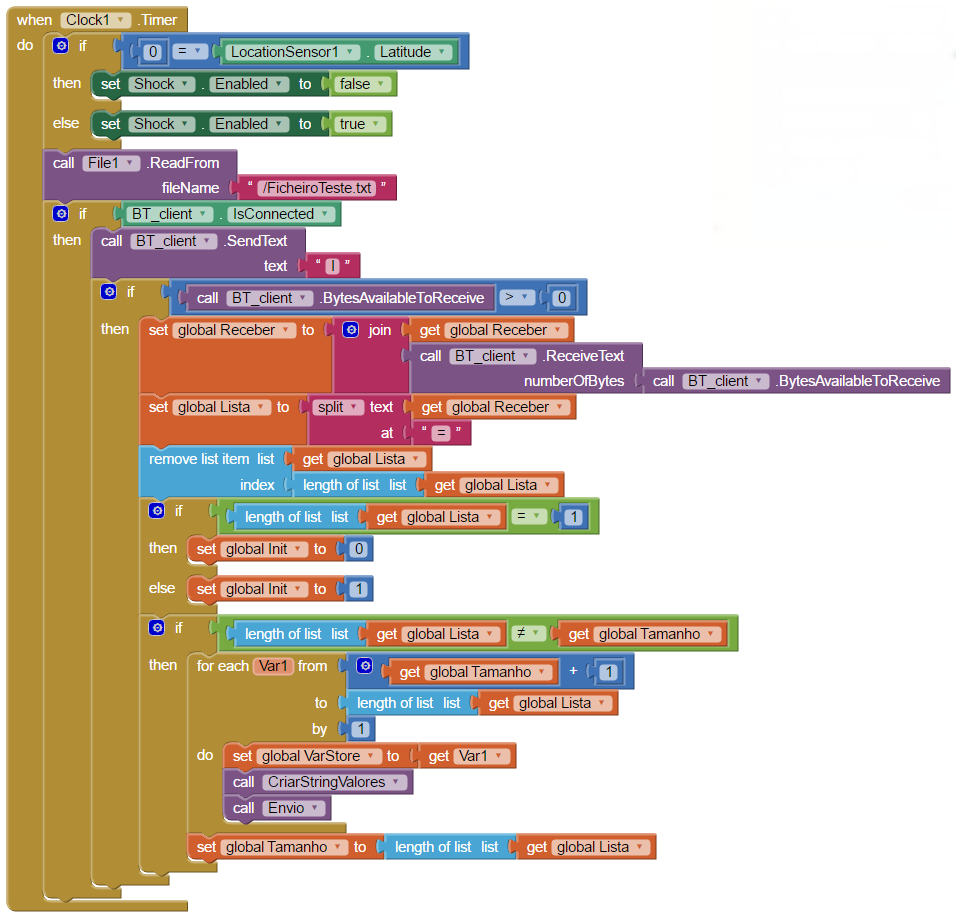 when Clock1 .Timer
do if 0 = LocationSensor1 . Latitude
then set Shock . Enabled to false
else set Shock . Enabled to true
call File1 .ReadFrom
fileName “ /FicheiroTeste.txt ”
if BT_client . IsConnected
then call BT_client .SendText
text “ I ”
if call BT_client .BytesAvailableToReceive > 0
then set global Receber to join get global Receber
call BT_client .ReceiveText
numberOfBytes call BT_client .BytesAvailableToReceive
set global Lista to split text get global Receber
at “ = ”
remove list item list get global Lista
index length of list list get global Lista
if length of list list get global Lista = 1
then set global Init to 0
else set global Init to 1
if length of list list get global Lista ≠ get global Tamanho
then for each Var1 from get global Tamanho + 1
to length of list list get global Lista
by 1
do set global VarStore to get Var1
call CriarStringValores
call Envio
set global Tamanho to length of list list get global Lista